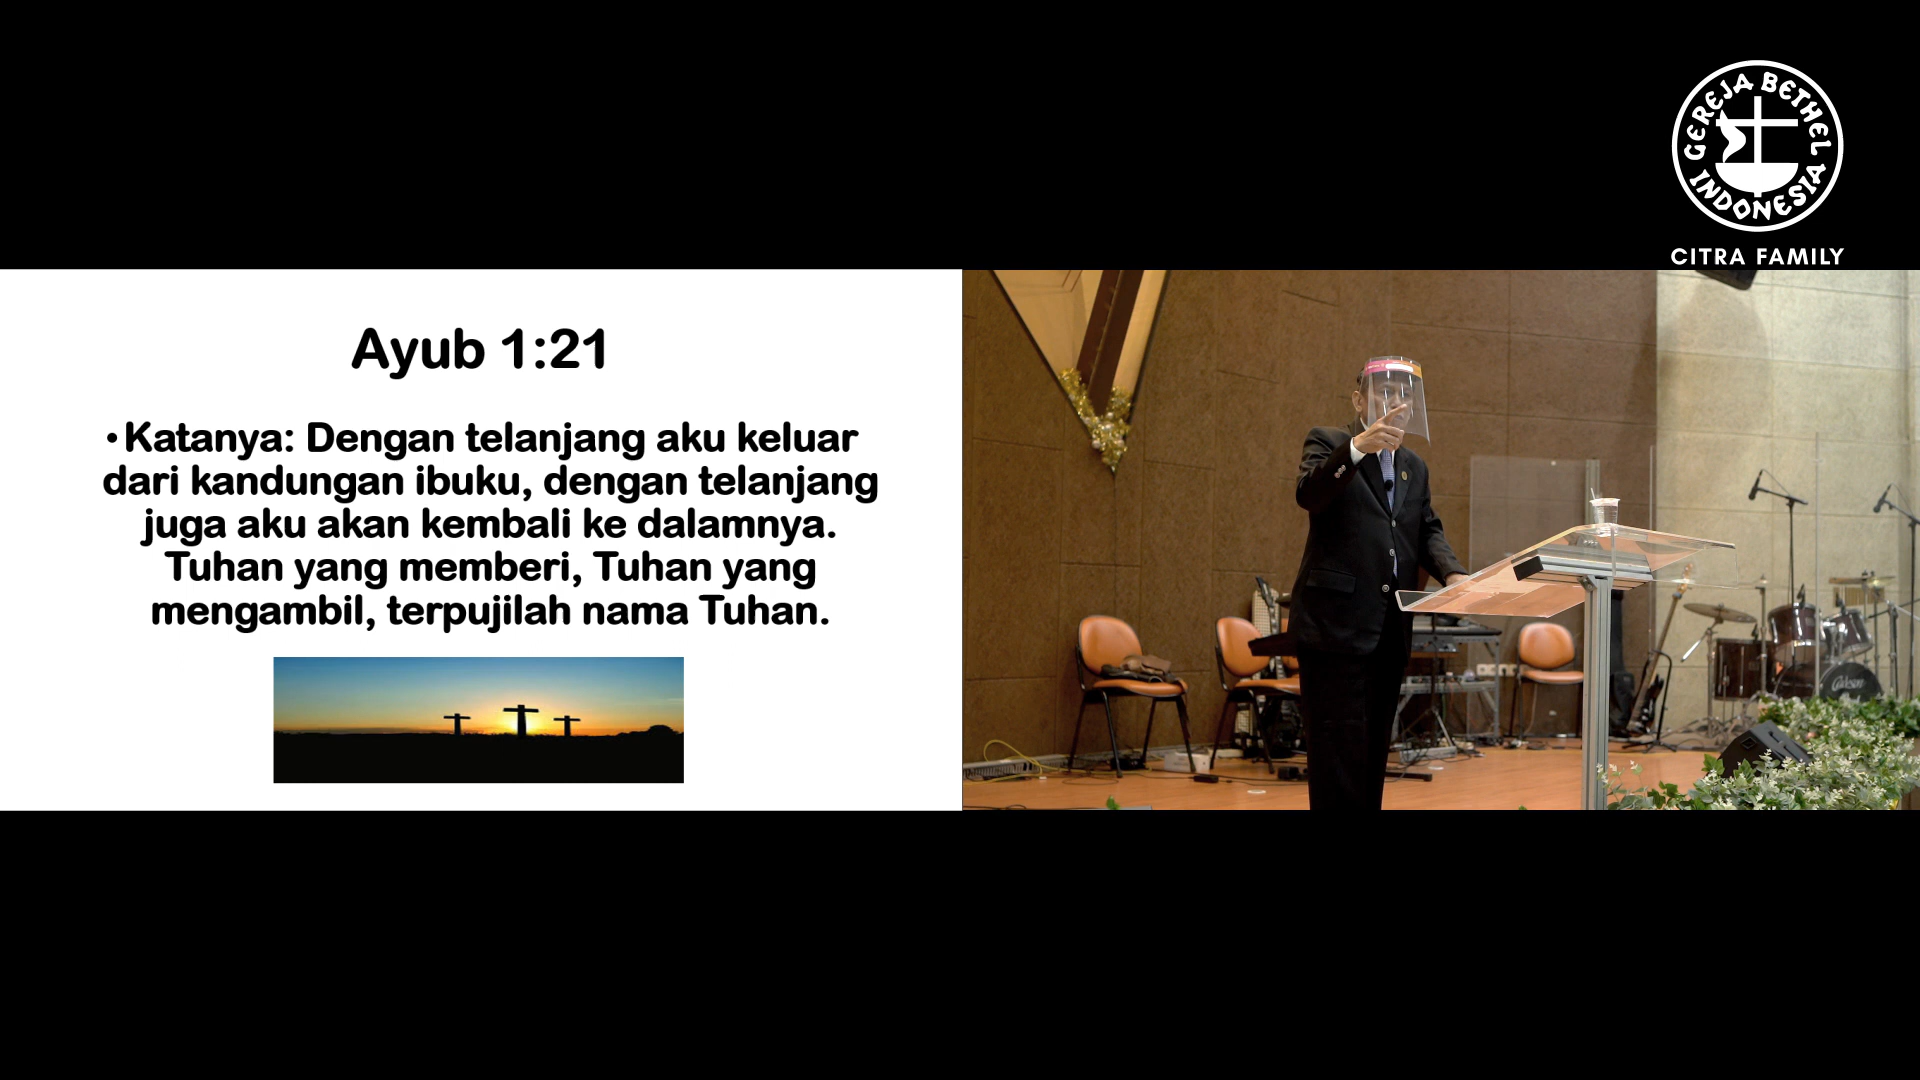 GEREJA BETHEL INDONESIA
CITRA FAMILY
Ayub 1:21
• Katanya: Dengan telanjang aku keluar
dari kandungan ibuku, dengan telanjang
juga aku akan kembali ke dalamnya.
Tuhan yang memberi, Tuhan yang
mengambil, terpujilah nama Tuhan.